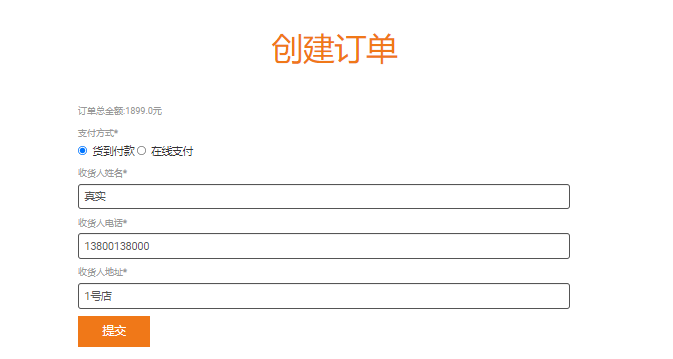 创建订单
订单总金额:1899.0元
支付方式*
货到付款 在线支付
收货人姓名*
真实
收货人电话*
13800138000
收货人地址*
1号店
提交